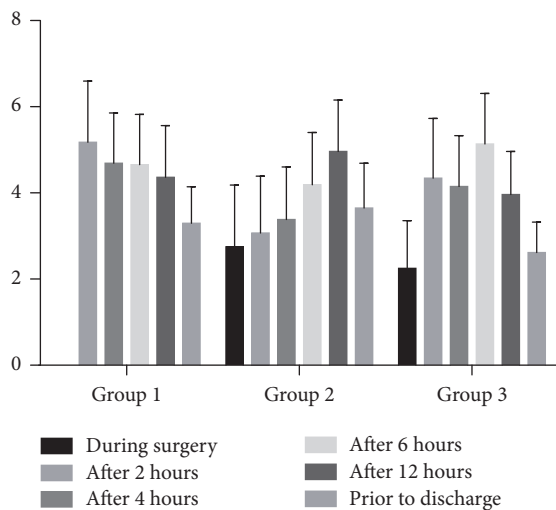 8
6
4
2
0
Group 1 Group 2 Group 3
During surgery
After 2 hours
After 4 hours
After 6 hours
After 12 hours
Prior to discharge